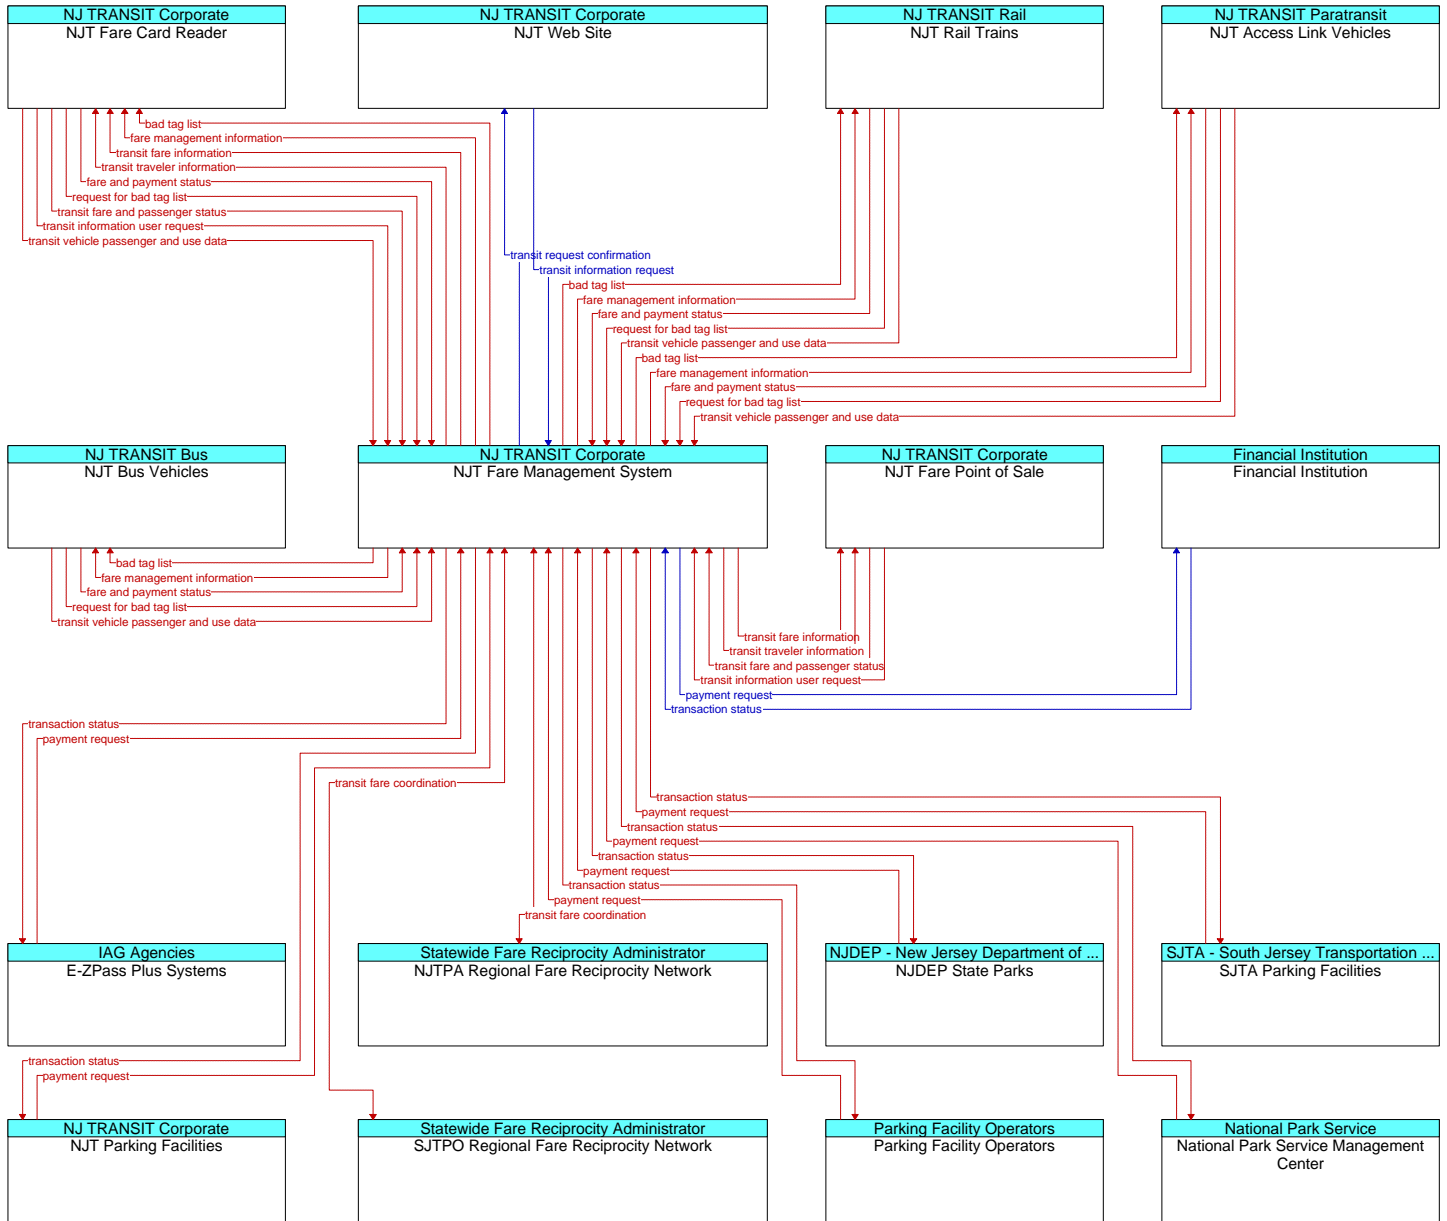 NJ TRANSIT Corporate
NJT Fare Card Reader
NJ TRANSIT Corporate
NJT Web Site
NJ TRANSIT Rail
NJT Rail Trains
NJ TRANSIT Paratransit
NJT Access Link Vehicles
bad tag list
fare management information
transit fare information
transit traveler information
fare and payment status
request for bad tag list
transit fare and passenger status
transit information user request
transit vehicle passenger and use data
transit request confirmation
transit information request
bad tag list
fare management information
fare and payment status
request for bad tag list
transit vehicle passenger and use data
bad tag list
fare management information
fare and payment status
request for bad tag list
transit vehicle passenger and use data
NJ TRANSIT Bus
NJT Bus Vehicles
NJ TRANSIT Corporate
NJT Fare Management System
NJ TRANSIT Corporate
NJT Fare Point of Sale
Financial Institution
Financial Institution
bad tag list
fare management information
fare and payment status
request for bad tag list
transit vehicle passenger and use data
transit fare information
transit traveler information
transit fare and passenger status
transit information user request
payment request
transaction status
transaction status
payment request
transit fare coordination
transaction status
payment request
transaction status
payment request
transaction status
payment request
transaction status
payment request
transit fare coordination
IAG Agencies
E-ZPass Plus Systems
Statewide Fare Reciprocity Administrator
NJTPA Regional Fare Reciprocity Network
NJDEP - New Jersey Department of ...
NJDEP State Parks
SJTA - South Jersey Transportation ...
SJTA Parking Facilities
transaction status
payment request
NJ TRANSIT Corporate
NJT Parking Facilities
Statewide Fare Reciprocity Administrator
SJTPO Regional Fare Reciprocity Network
Parking Facility Operators
Parking Facility Operators
National Park Service
National Park Service Management
Center